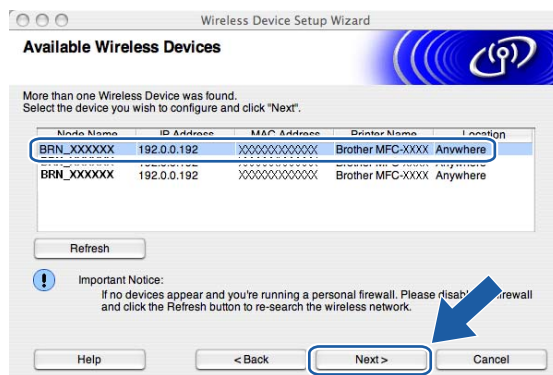 Wireless Device Setup Wizard
Available Wireless Devices
More than one Wireless Device was found.
Select the device you wish to configure and click "Next".
Node Name IP Address MAC Address Printer Name Location
BRN_XXXXXX 192.0.0.192 XXXXXXXXXXXX Brother MFC-XXXX Anywhere
BRN_XXXXXX 192.0.0.192 XXXXXXXXXXXX Brother MFC-XXXX Anywhere
Refresh
Important Notice:
If no devices appear and you're running a personal firewall. Please
and click the Refresh button to re-search the wireless network.
Help < Back Next > Cancel